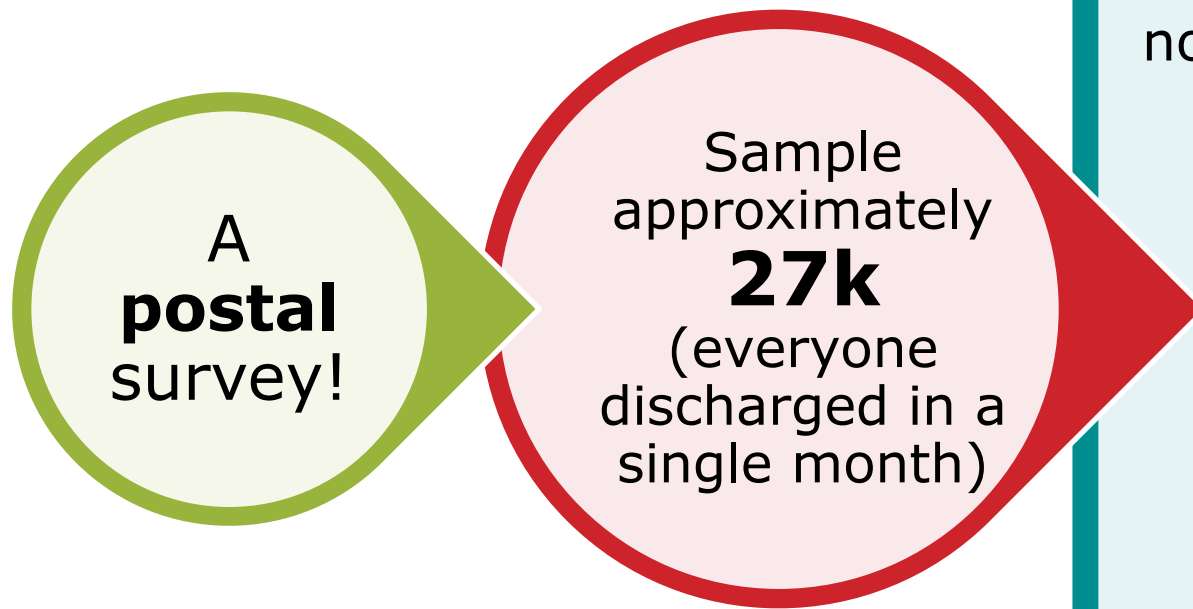 A
postal
survey!
Sample
approximately
27k
(everyone
discharged in a
single month)